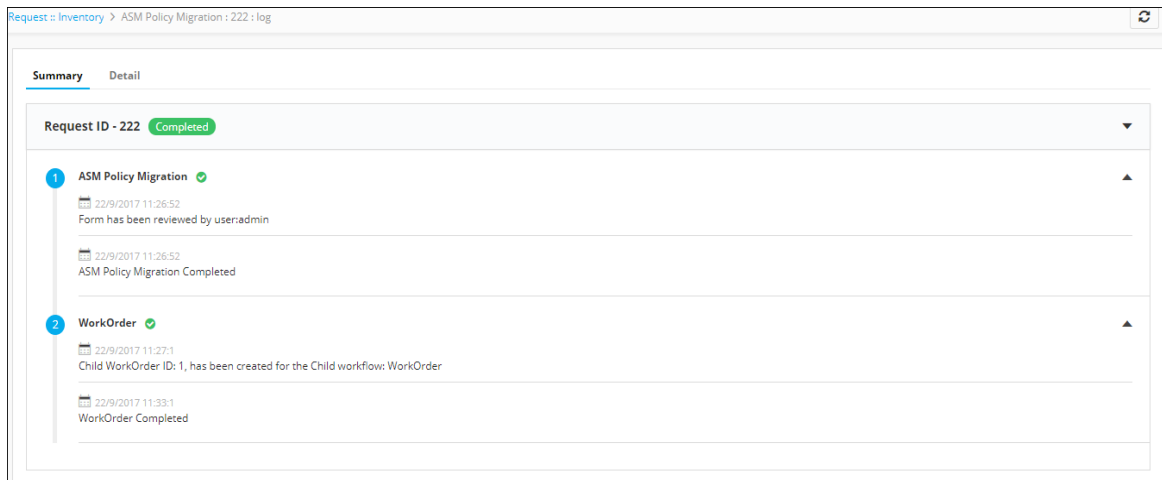 Request :: Inventory > ASM Policy Migration : 222 : log
Summary Detail
Request ID - 222 Completed
1 ASM Policy Migration
22/9/2017 11:26:52
Form has been reviewed by user:admin
22/9/2017 11:26:52
ASM Policy Migration Completed
2 WorkOrder
22/9/2017 11:27:1
Child WorkOrder ID: 1, has been created for the Child workflow: WorkOrder
22/9/2017 11:33:1
WorkOrder Completed